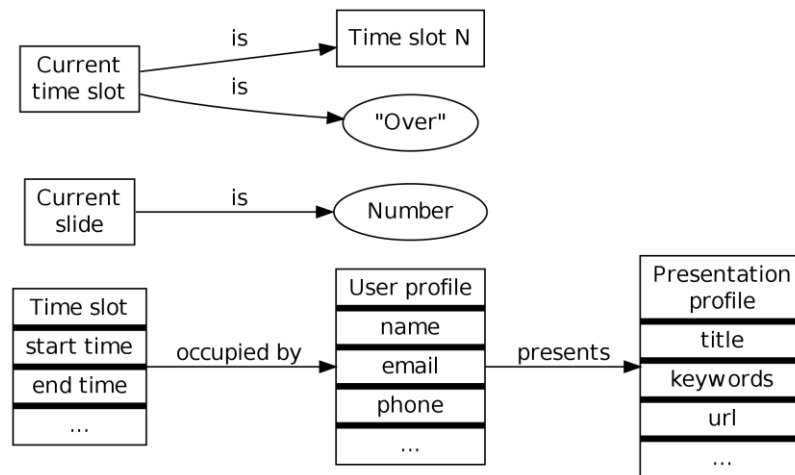 Current
time slot
is
Time slot N
is
"Over"
Current
slide
is
Number
Time slot
start time
end time
...
occupied by
User profile
name
email
phone
...
presents
Presentation
profile
title
keywords
url
...